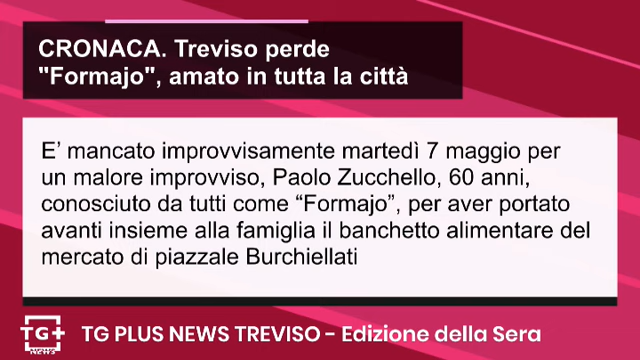 CRONACA. Treviso perde
"Formajo", amato in tutta la città
E’ mancato improvvisamente martedì 7 maggio per
un malore improvviso, Paolo Zucchello, 60 anni,
conosciuto da tutti come “Formajo”, per aver portato
avanti insieme alla famiglia il banchetto alimentare del
mercato di piazzale Burchiellati
TG+
NEWS
TG PLUS NEWS TREVISO - Edizione della Sera